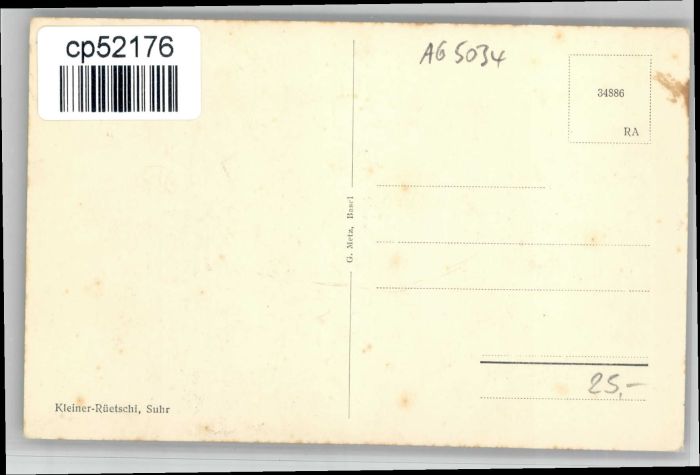 cp52176
AG 5034
34886
RA
G. Metz, Basel
25,-
Kleiner-Rüetschi, Suhr